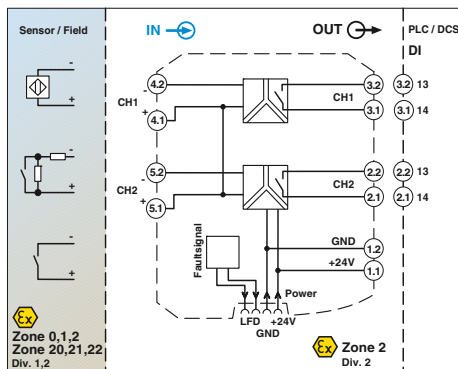 Sensor / Field
IN
OUT
PLC / DCS
DI
-
+
4.2
-
CH1
+
4.1
3.2
3.2
13
CH1
3.1
3.1
14
-
+
5.2
-
CH2
+
5.1
2.2
2.2
13
CH2
2.1
2.1
14
-
+
Faultsignal
GND
1.2
+24V
1.1
Power
LFD
+24V
GND
Ex
Zone 0,1,2
Zone 20,21,22
Div. 1,2
Ex
Zone 2
Div. 2